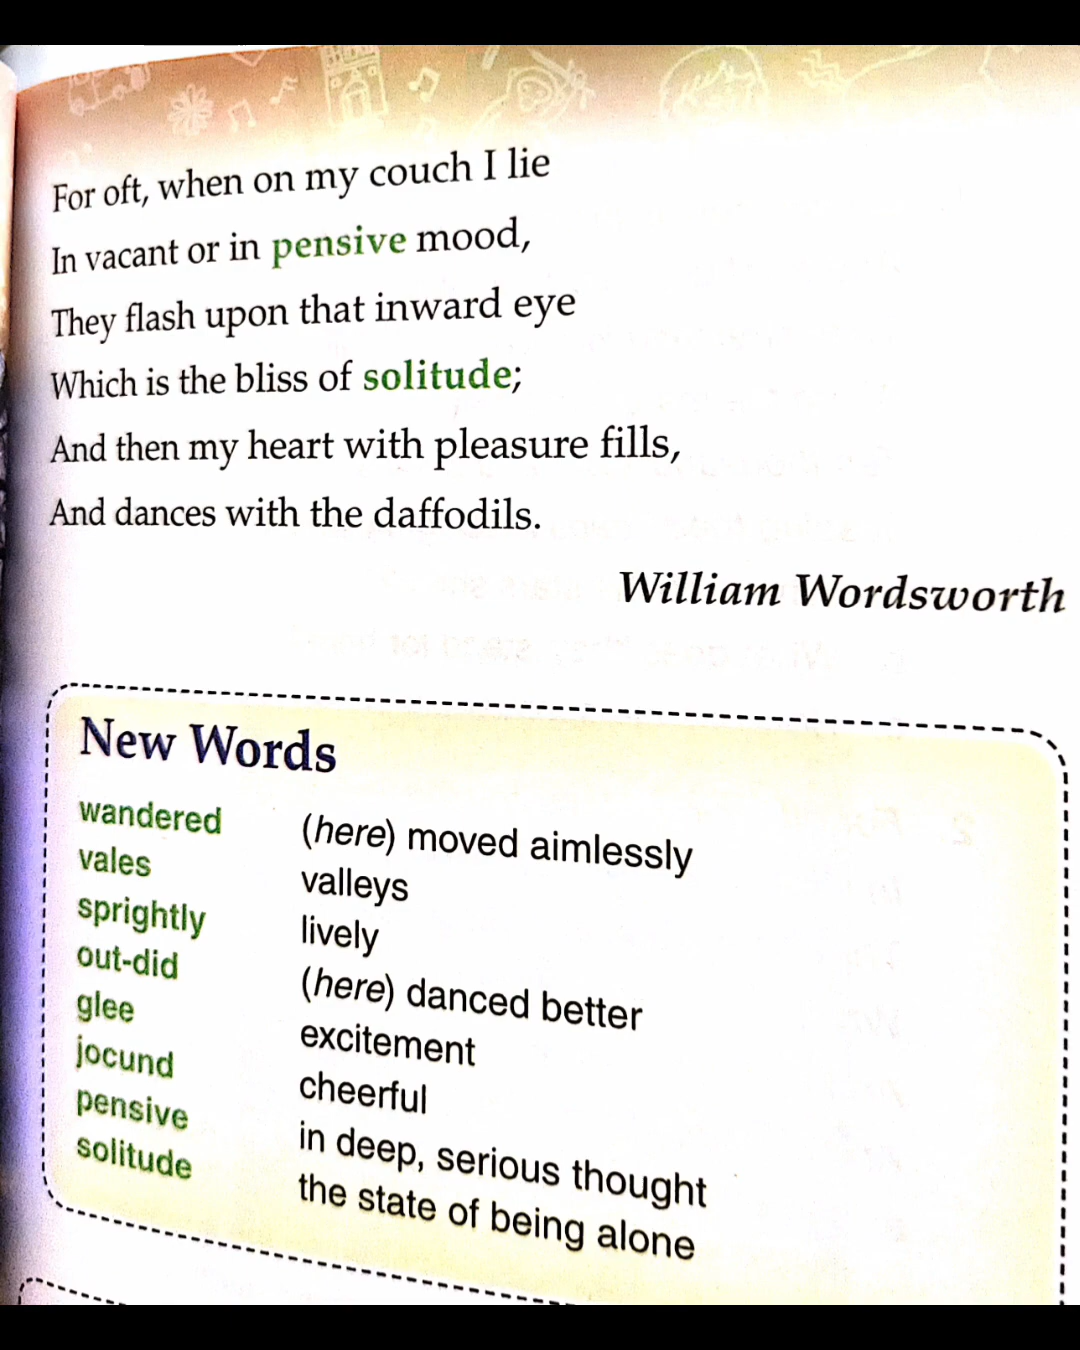 For oft, when on my couch I lie
In vacant or in pensive mood,
They flash upon that inward eye
Which is the bliss of solitude;
And then my heart with pleasure fills,
And dances with the daffodils.
William Wordsworth
New Words
wandered (here) moved aimlessly
vales valleys
sprightly lively
out-did (here) danced better
glee excitement
jocund cheerful
pensive in deep, serious thought
solitude the state of being alone